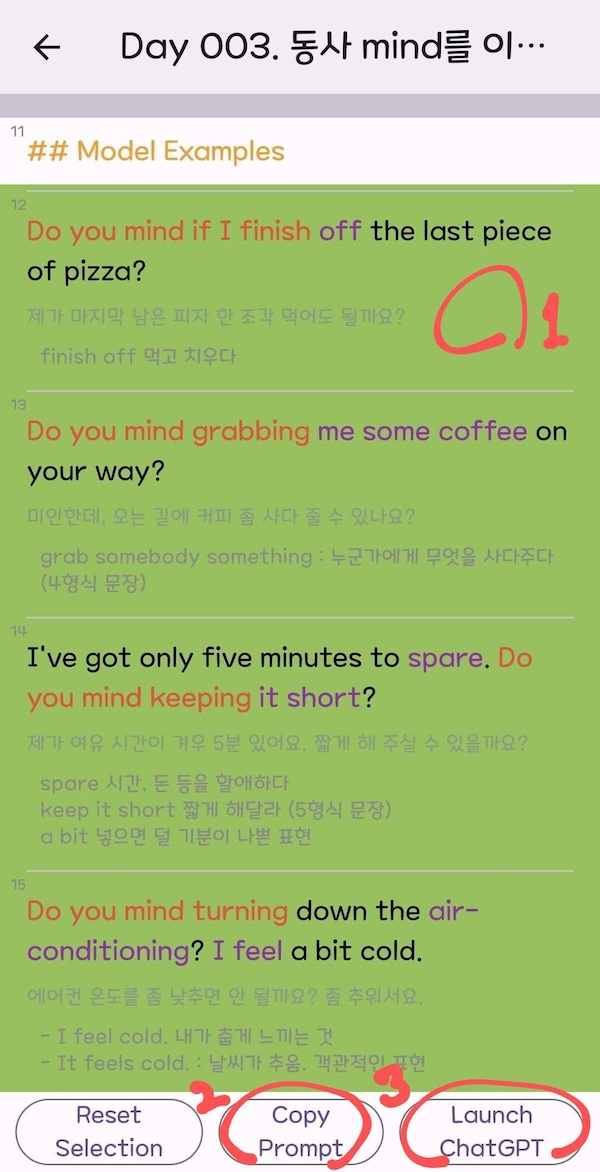 Day 003. 동사 mind를 이…
11
## Model Examples
12
Do you mind if I finish off the last piece
of pizza?
제가 마지막 남은 피자 한 조각 먹어도 될까요?
finish off 먹고 치우다
1
13
Do you mind grabbing me some coffee on
your way?
미안한데, 오는 길에 커피 좀 사다 줄 수 있나요?
grab somebody something : 누군가에게 무엇을 사다주다
(4형식 문장)
14
I've got only five minutes to spare. Do
you mind keeping it short?
제가 여유 시간이 겨우 5분 있어요. 짧게 해 주실 수 있을까요?
spare 시간, 돈 등을 할애하다
keep it short 짧게 해달라 (5형식 문장)
a bit 넣으면 덜 기분이 나쁜 표현
15
Do you mind turning down the air-
conditioning? I feel a bit cold.
에어컨 온도를 좀 낮추면 안 될까요? 좀 추워서요.
- I feel cold. 내가 춥게 느끼는 것
- It feels cold. : 날씨가 추움. 객관적인 표현
Reset
Selection
2
Copy
Prompt
3
Launch
ChatGPT